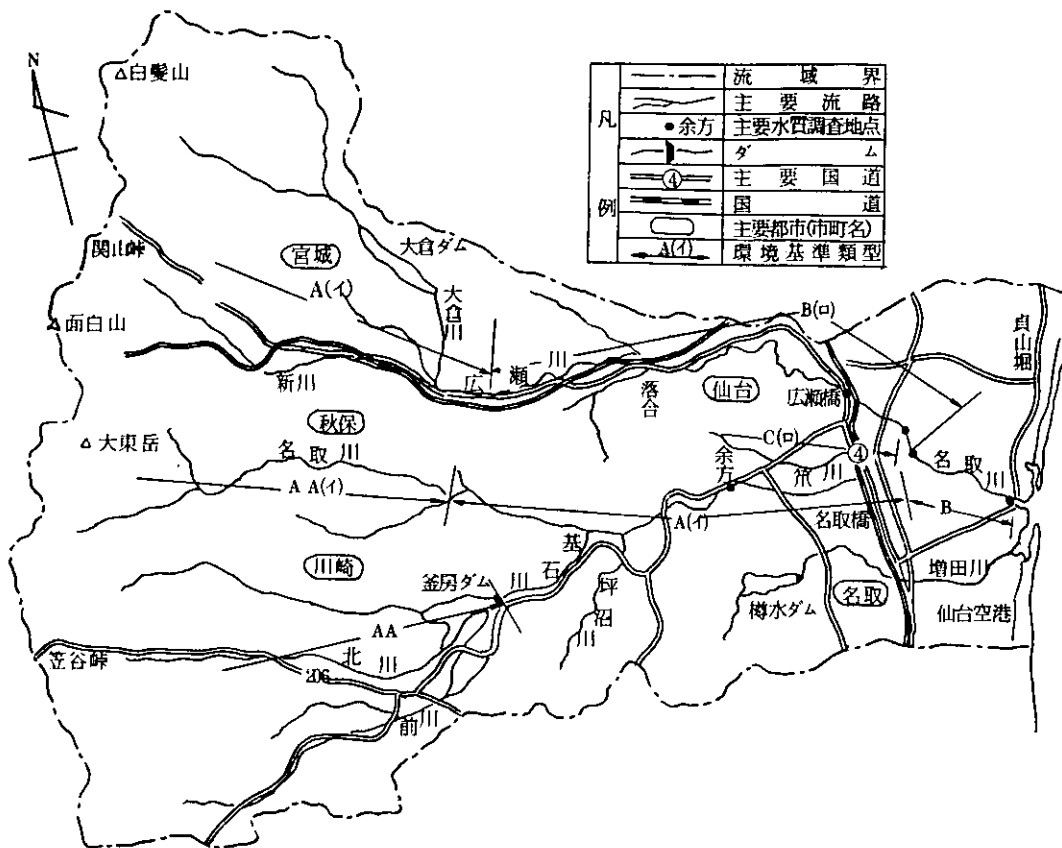 N
△白髪山
凡例
流域界
主要流路
●余方 主要水質調査地点
ダム
④ 主要国道
国道
主要都市(市町名)
A(イ) 環境基準類型
関山峠
宮城
A(イ)
大倉ダム
大倉川
B(ロ)
貞山堀
△面白山
新川
広瀬川
落合
仙台
広瀬橋
秋保
△大東岳
名取川
C(ロ)
④
余方
笊川
名取川
A A(イ)
A(イ)
名取橋
B
川崎
基石川
坪沼川
釜房ダム
増田川
樽水ダム
名取
仙台空港
AA
北川
笠谷峠
206
前川